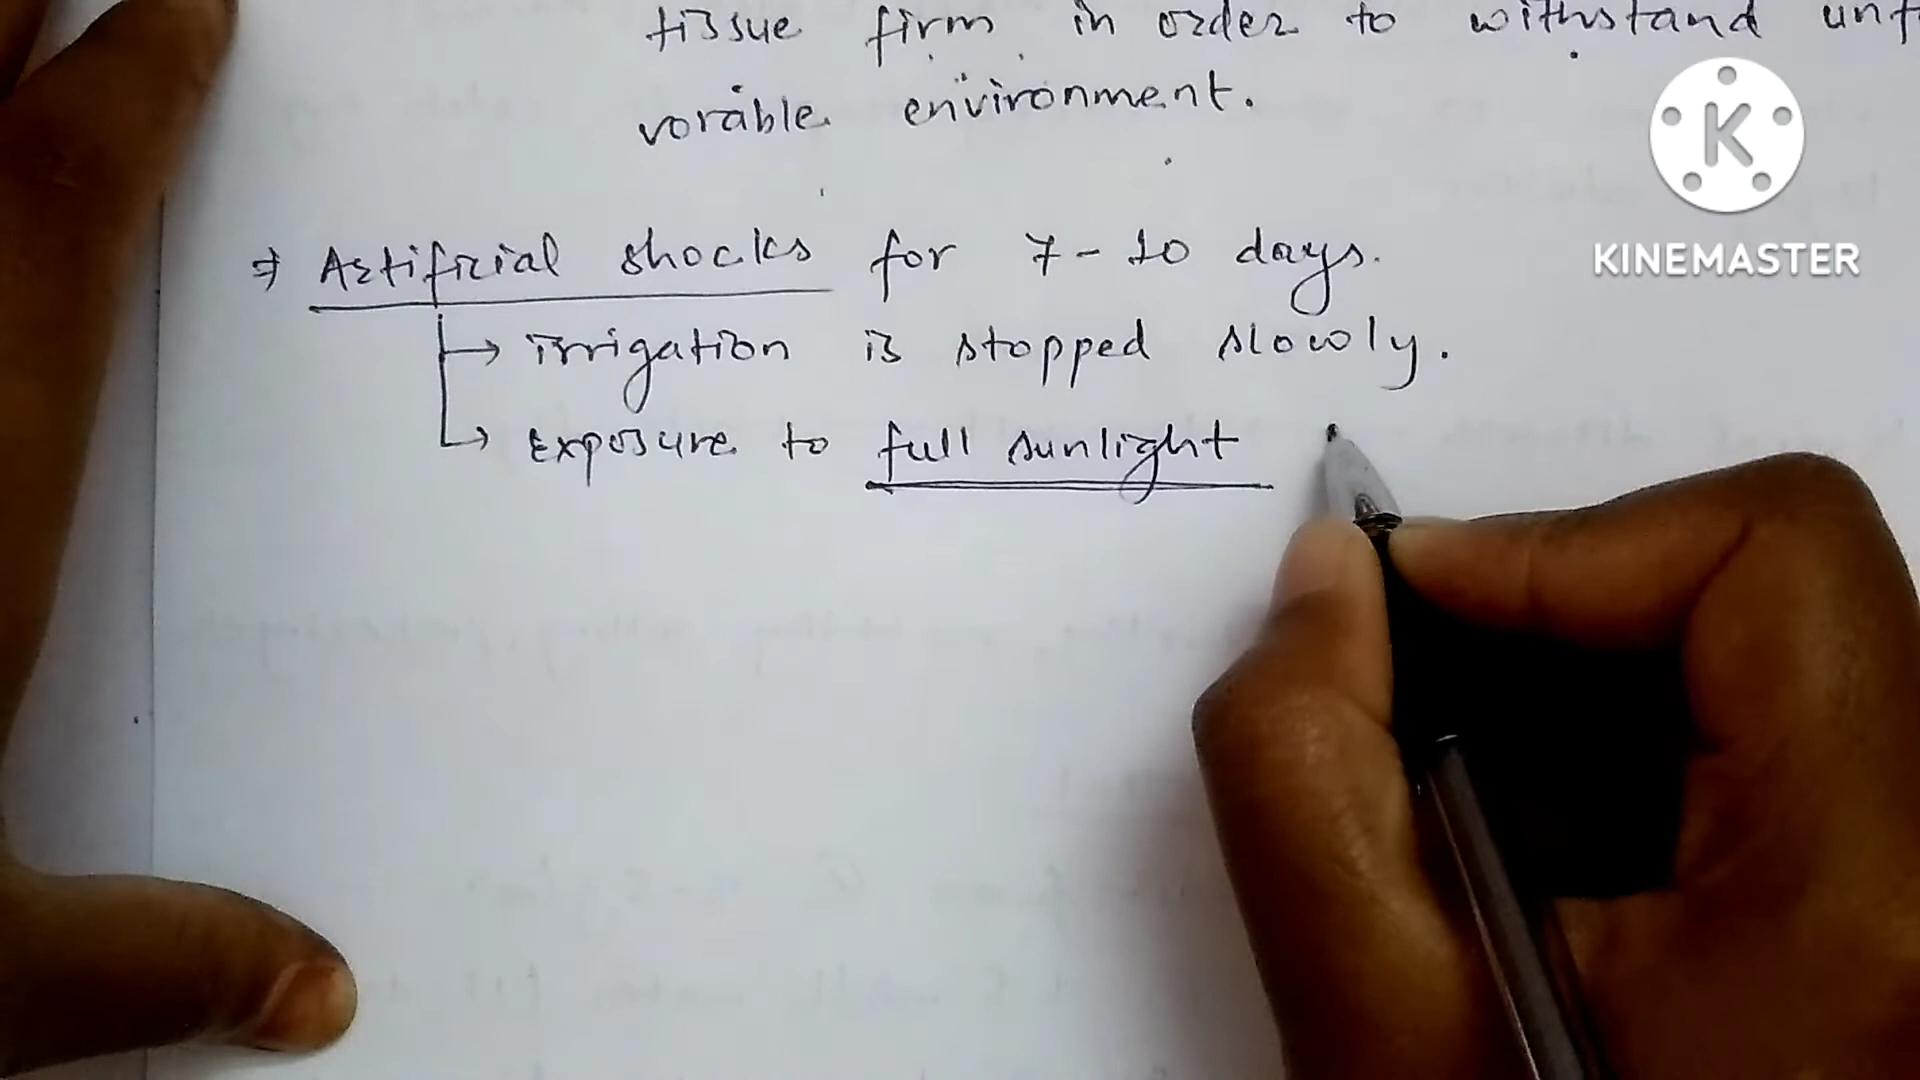 tissue firm in order to withstand unf
vorable environment.
K
KINEMASTER
⇒ Artificial shocks for 7-10 days.
→ irrigation is stopped slowly.
→ Exposure to full sunlight